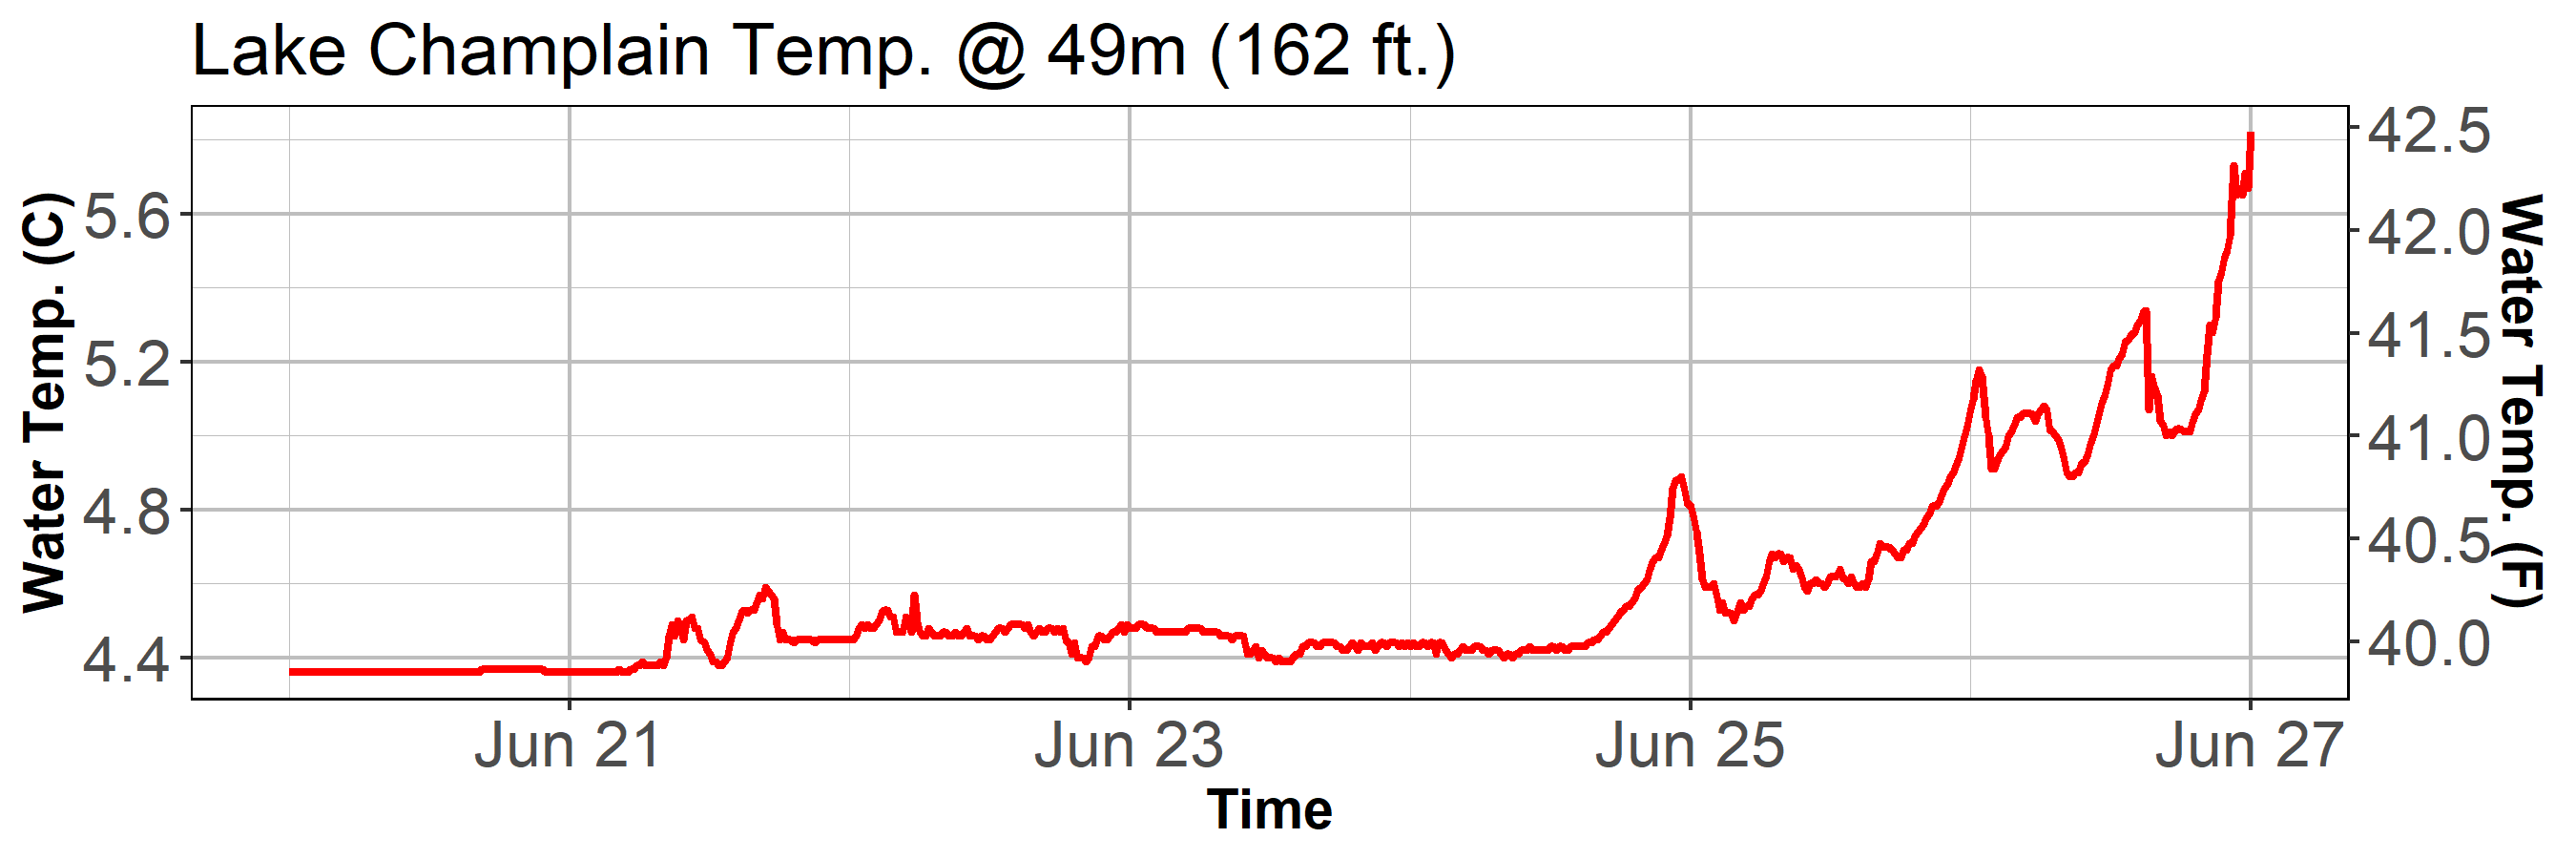 Lake Champlain Temp. @ 49m (162 ft.)
Water Temp. (C)
5.6
5.2
4.8
4.4
42.5
42.0
41.5
41.0
40.5
40.0
Water Temp. (F)
Jun 21
Jun 23
Jun 25
Jun 27
Time